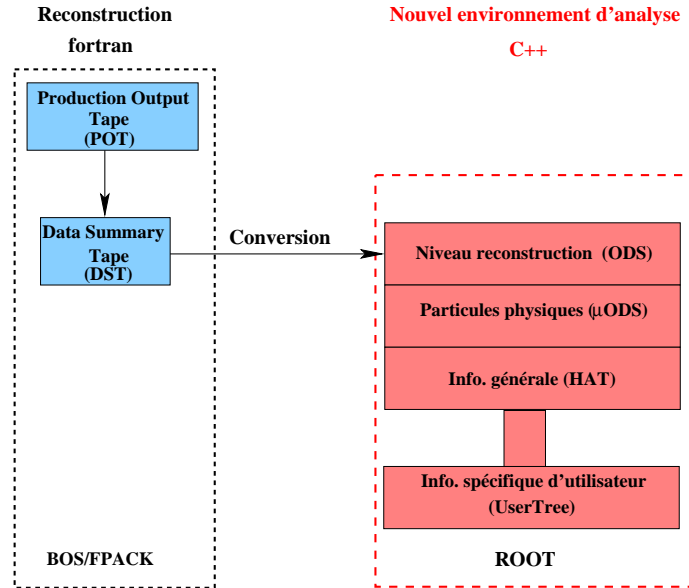 Reconstruction
fortran
Nouvel environnement d'analyse
C++
Production Output
Tape
(POT)
Data Summary
Tape
(DST)
Conversion
Niveau reconstruction (ODS)
Particules physiques (μODS)
Info. générale (HAT)
Info. spécifique d'utilisateur
(UserTree)
BOS/FPACK
ROOT